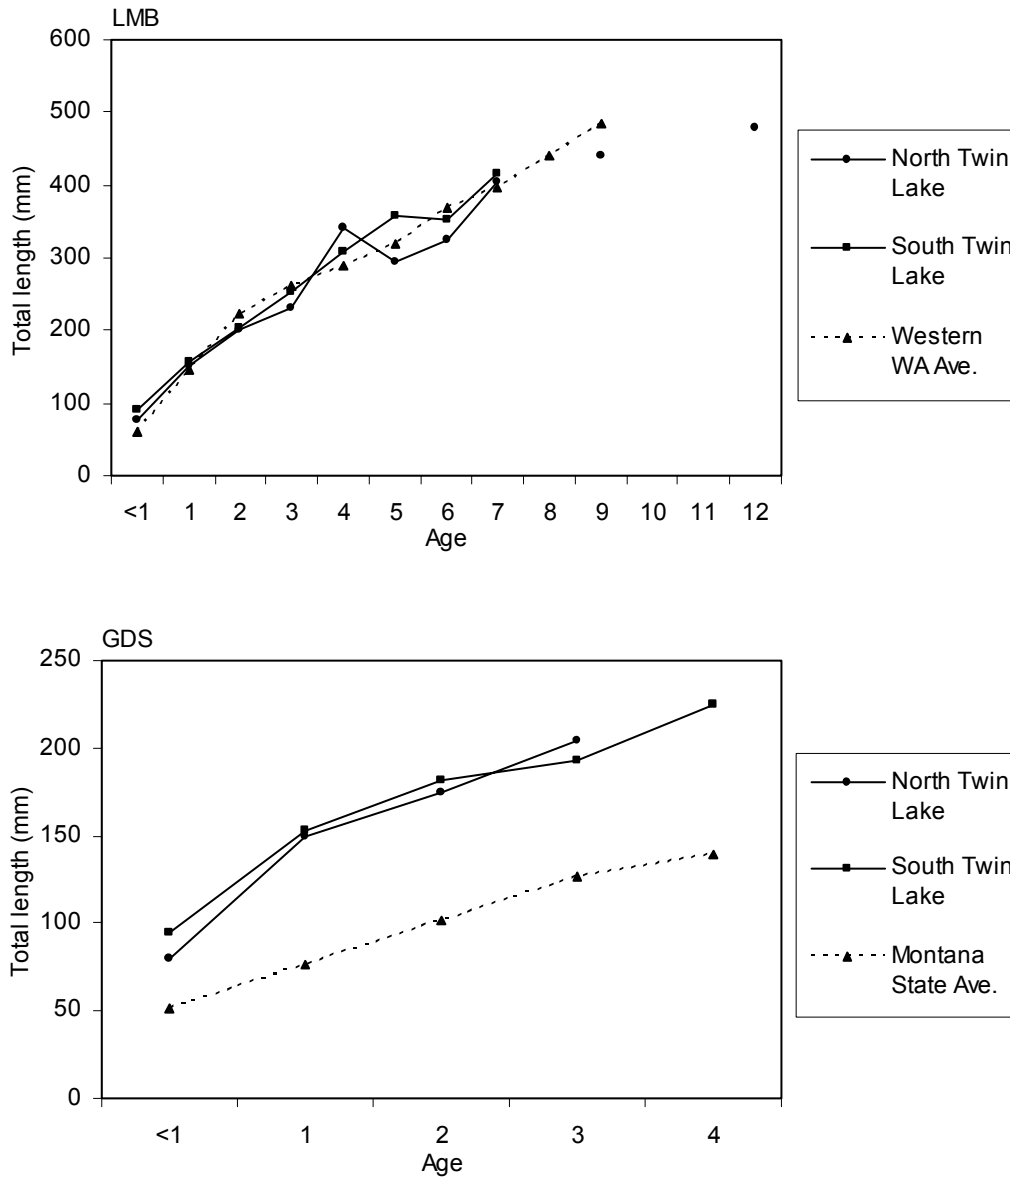 LMB
600
500
400
300
200
100
0
Total length (mm)
<1 1 2 3 4 5 6 7 8 9 10 11 12
Age
North Twin
Lake
South Twin
Lake
Western
WA Ave.
GDS
250
200
150
100
50
0
Total length (mm)
<1 1 2 3 4
Age
North Twin
Lake
South Twin
Lake
Montana
State Ave.